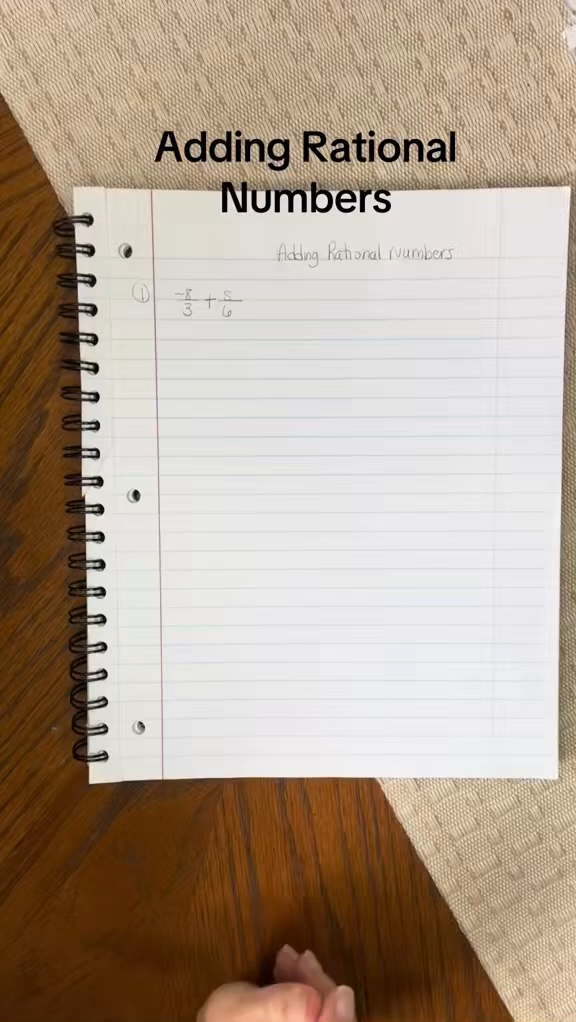 Adding Rational
Numbers
Adding Rational Numbers
① -8/3 + 5/6